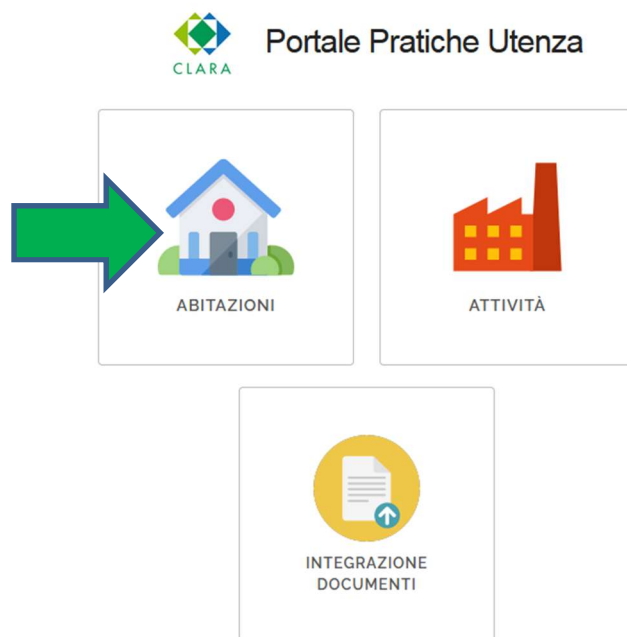 CLARA
Portale Pratiche Utenza
ABITAZIONI
ATTIVITÀ
INTEGRAZIONE
DOCUMENTI